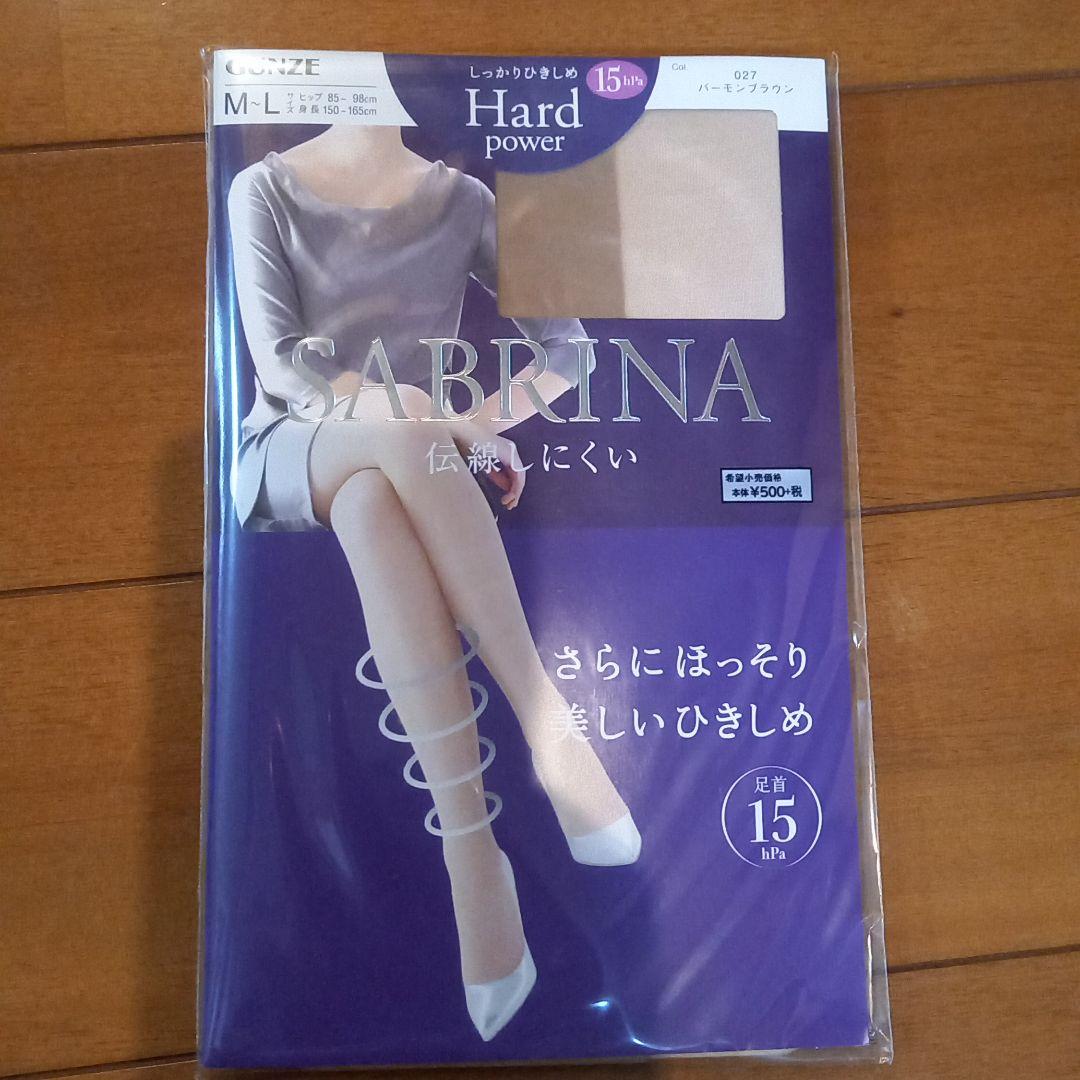 GUNZE
M~L
サイズ
ヒップ 85~ 98cm
身長 150~165cm
しっかりひきしめ
15hPa
Hard
power
Col.
027
バーモンブラウン
SABRINA
伝線しにくい
希望小売価格
本体¥500+税
さらにほっそり
美しいひきしめ
足首
15
hPa